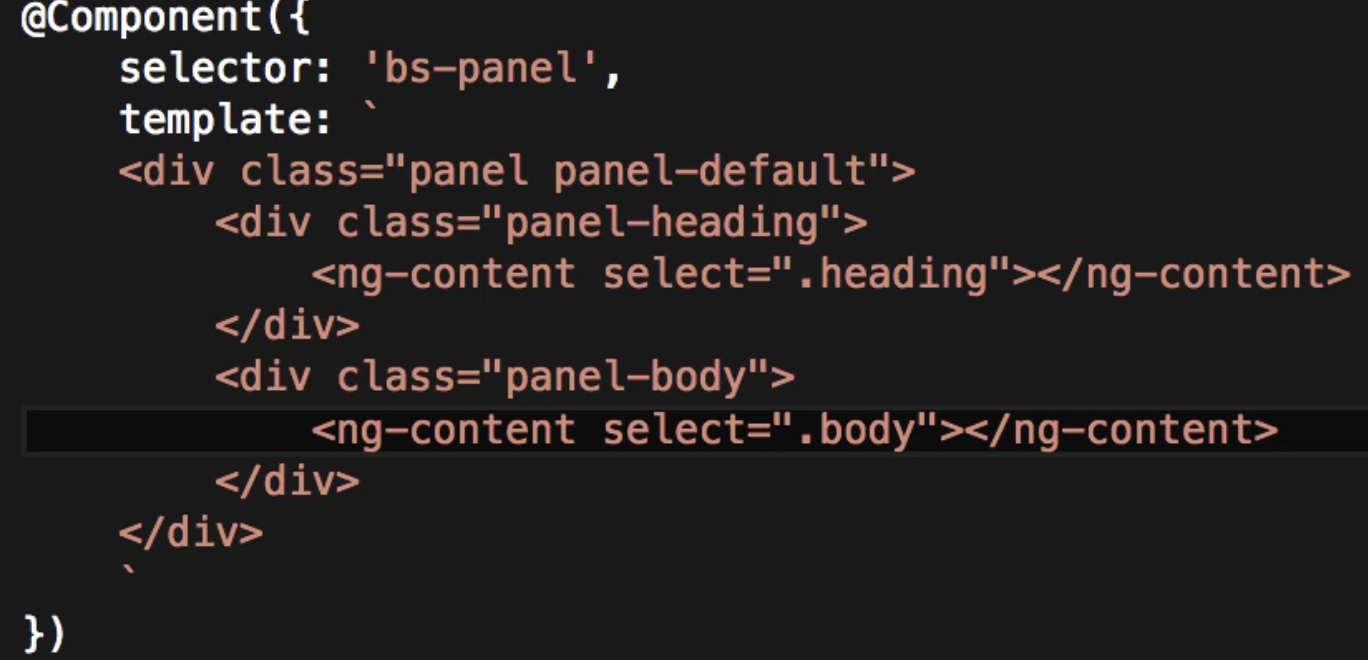 @Component({
    selector: 'bs-panel',
    template: `
    <div class="panel panel-default">
        <div class="panel-heading">
            <ng-content select=".heading"></ng-content>
        </div>
        <div class="panel-body">
            <ng-content select=".body"></ng-content>
        </div>
    </div>
    `
})